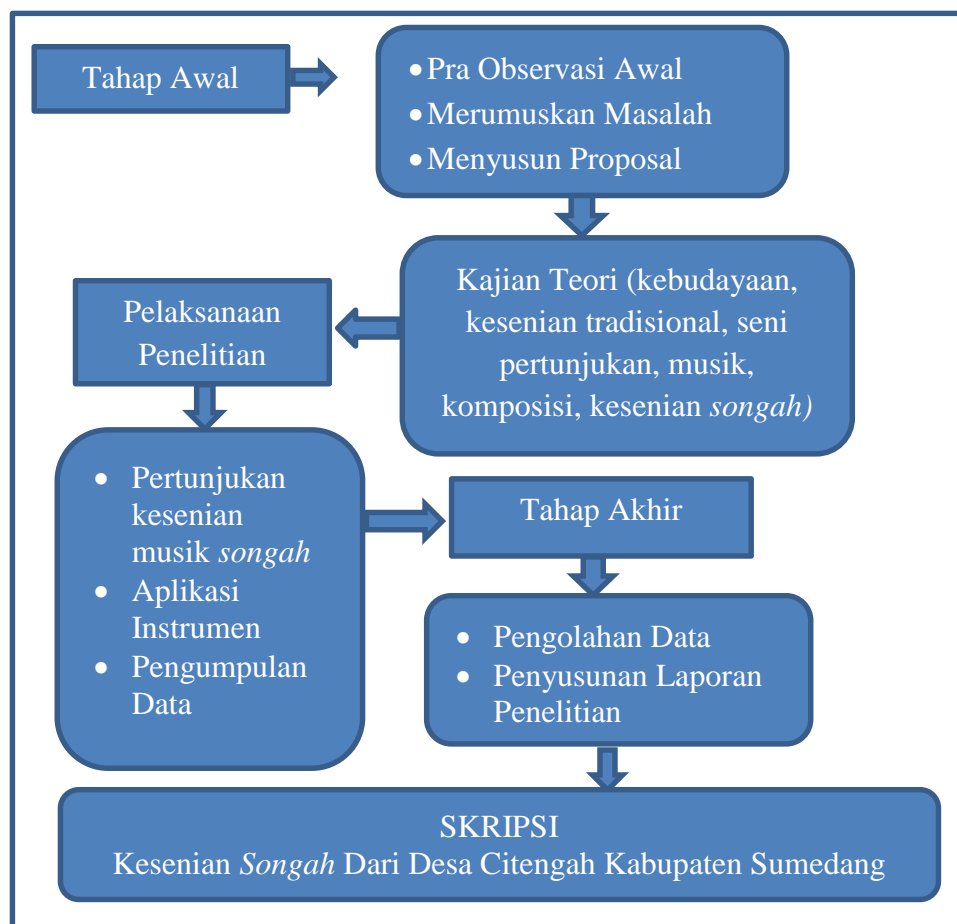 Tahap Awal
• Pra Observasi Awal
• Merumuskan Masalah
• Menyusun Proposal
Kajian Teori (kebudayaan,
kesenian tradisional, seni
pertunjukan, musik,
komposisi, kesenian songah)
Pelaksanaan
Penelitian
• Pertunjukan
kesenian
musik songah
• Aplikasi
Instrumen
• Pengumpulan
Data
Tahap Akhir
• Pengolahan Data
• Penyusunan Laporan
Penelitian
SKRIPSI
Kesenian Songah Dari Desa Citengah Kabupaten Sumedang